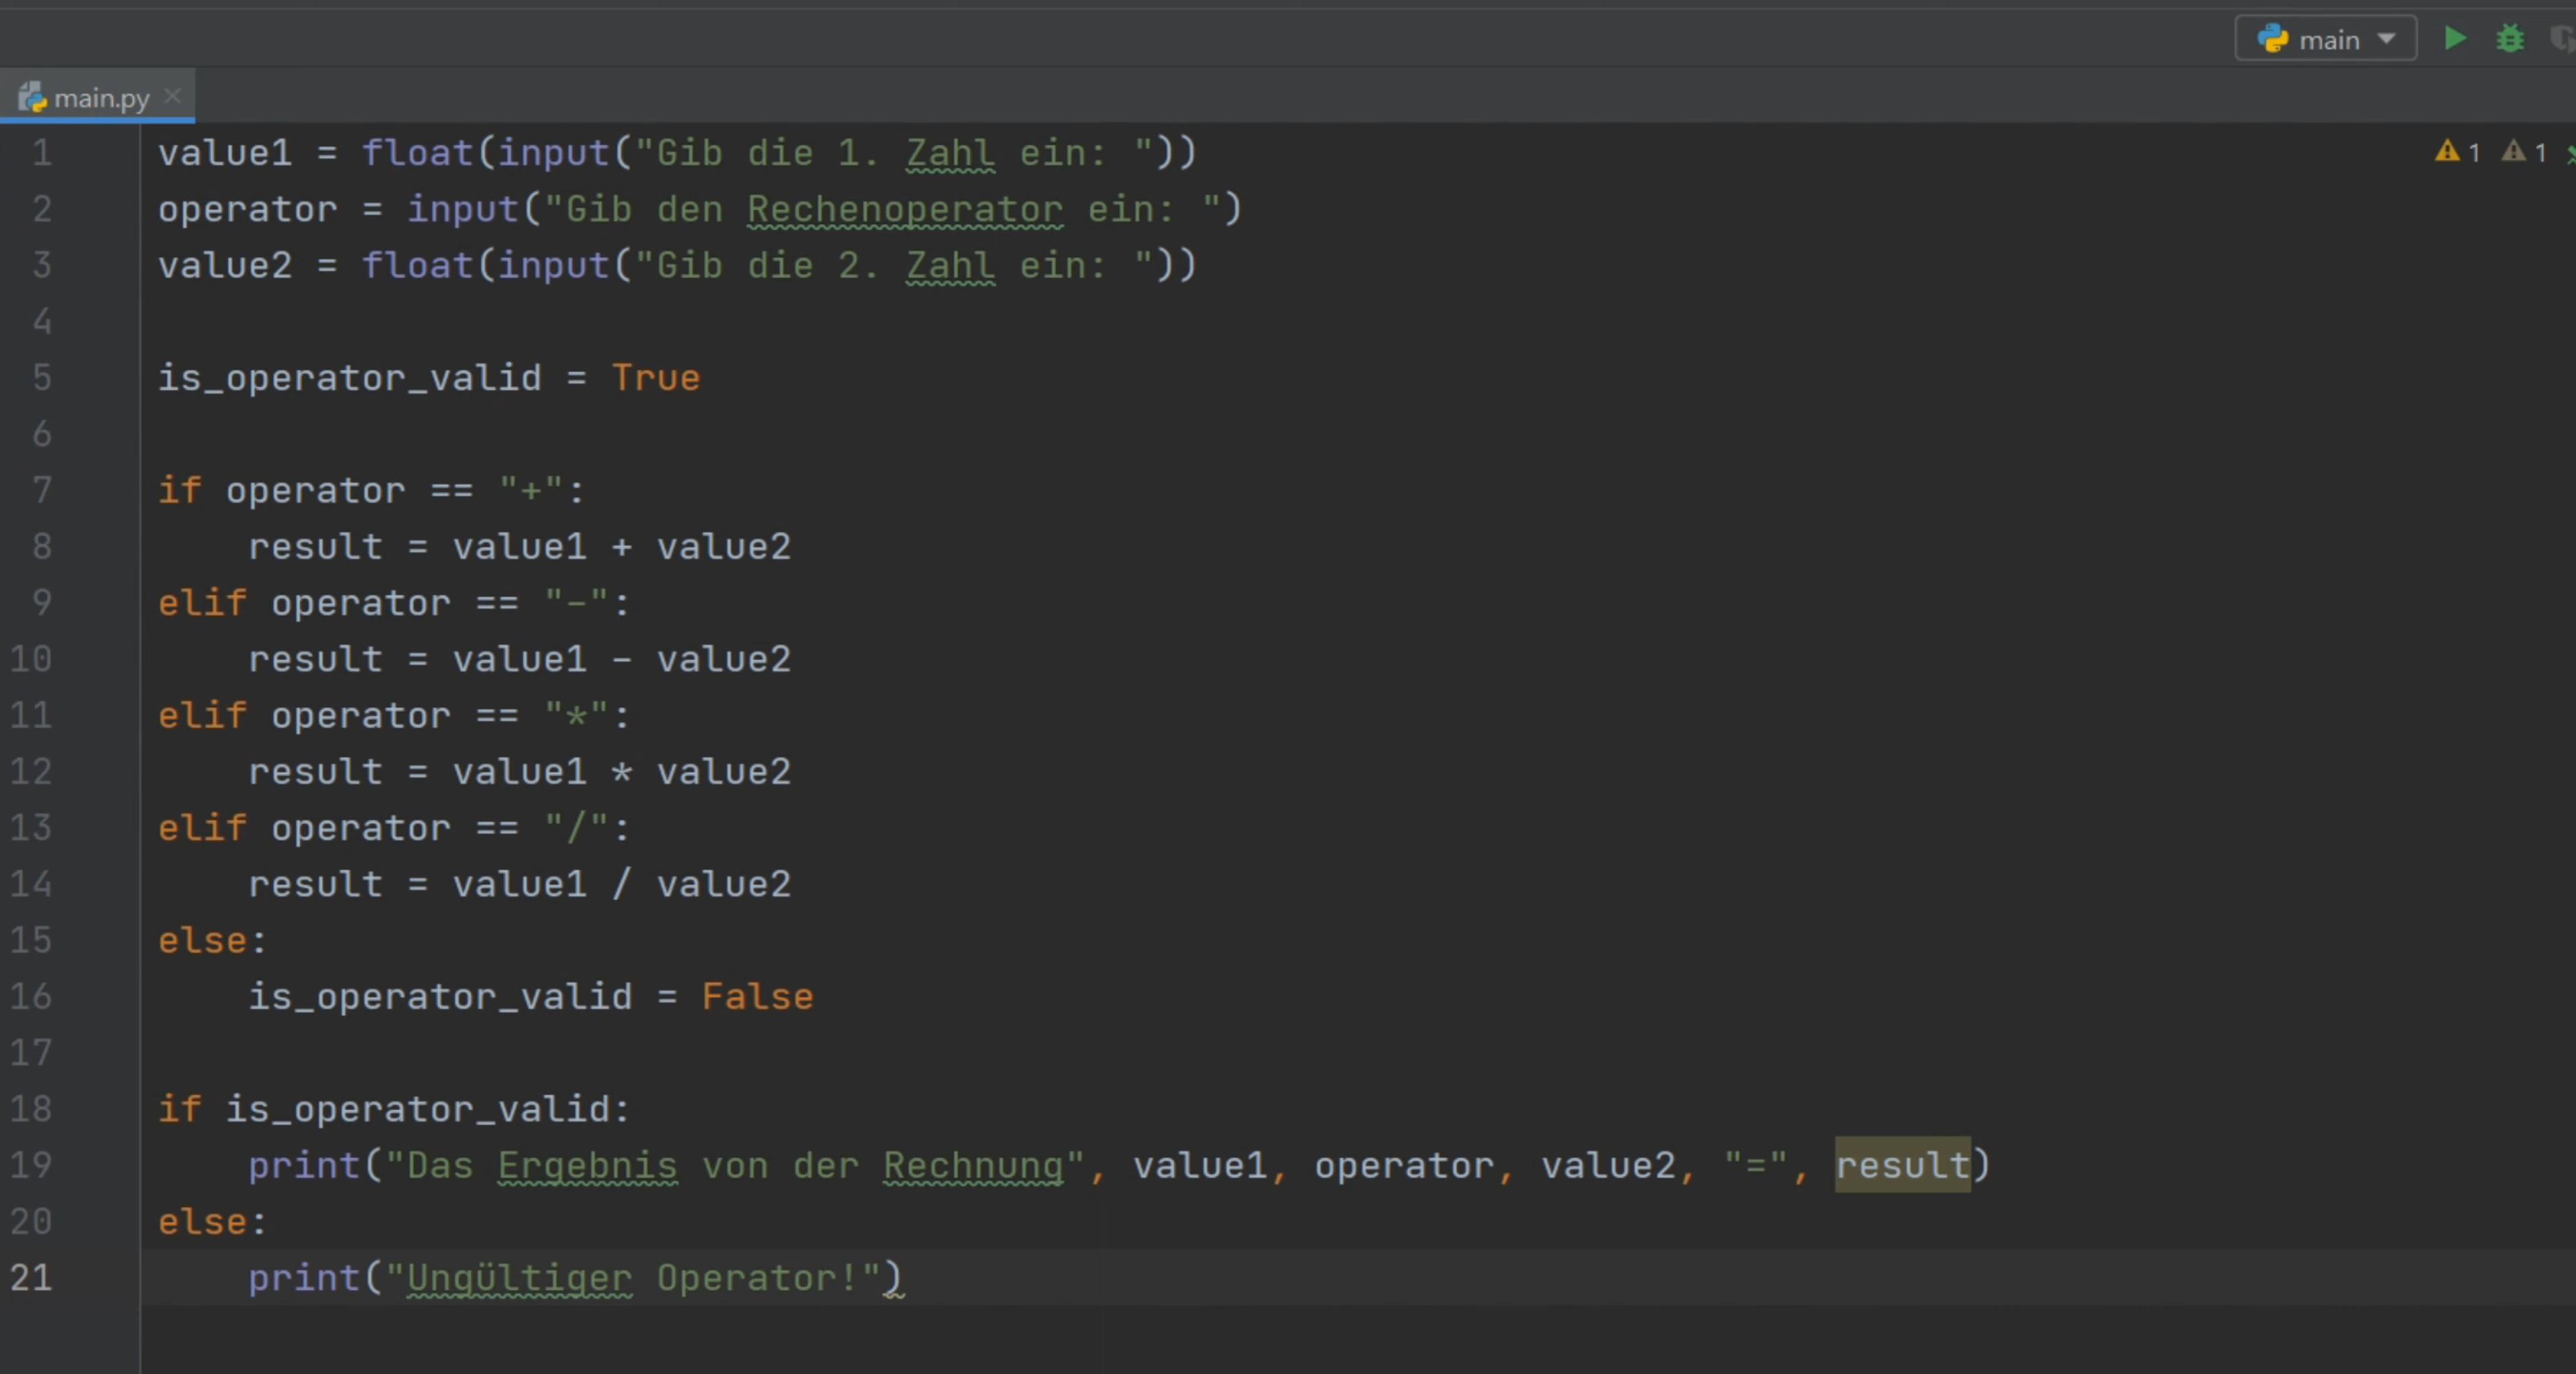 main
main.py
1 1
1 value1 = float(input("Gib die 1. Zahl ein: "))
2 operator = input("Gib den Rechenoperator ein: ")
3 value2 = float(input("Gib die 2. Zahl ein: "))
4
5 is_operator_valid = True
6
7 if operator == "+":
8     result = value1 + value2
9 elif operator == "-":
10     result = value1 - value2
11 elif operator == "*":
12     result = value1 * value2
13 elif operator == "/":
14     result = value1 / value2
15 else:
16     is_operator_valid = False
17
18 if is_operator_valid:
19     print("Das Ergebnis von der Rechnung", value1, operator, value2, "=", result)
20 else:
21     print("Ungültiger Operator!")